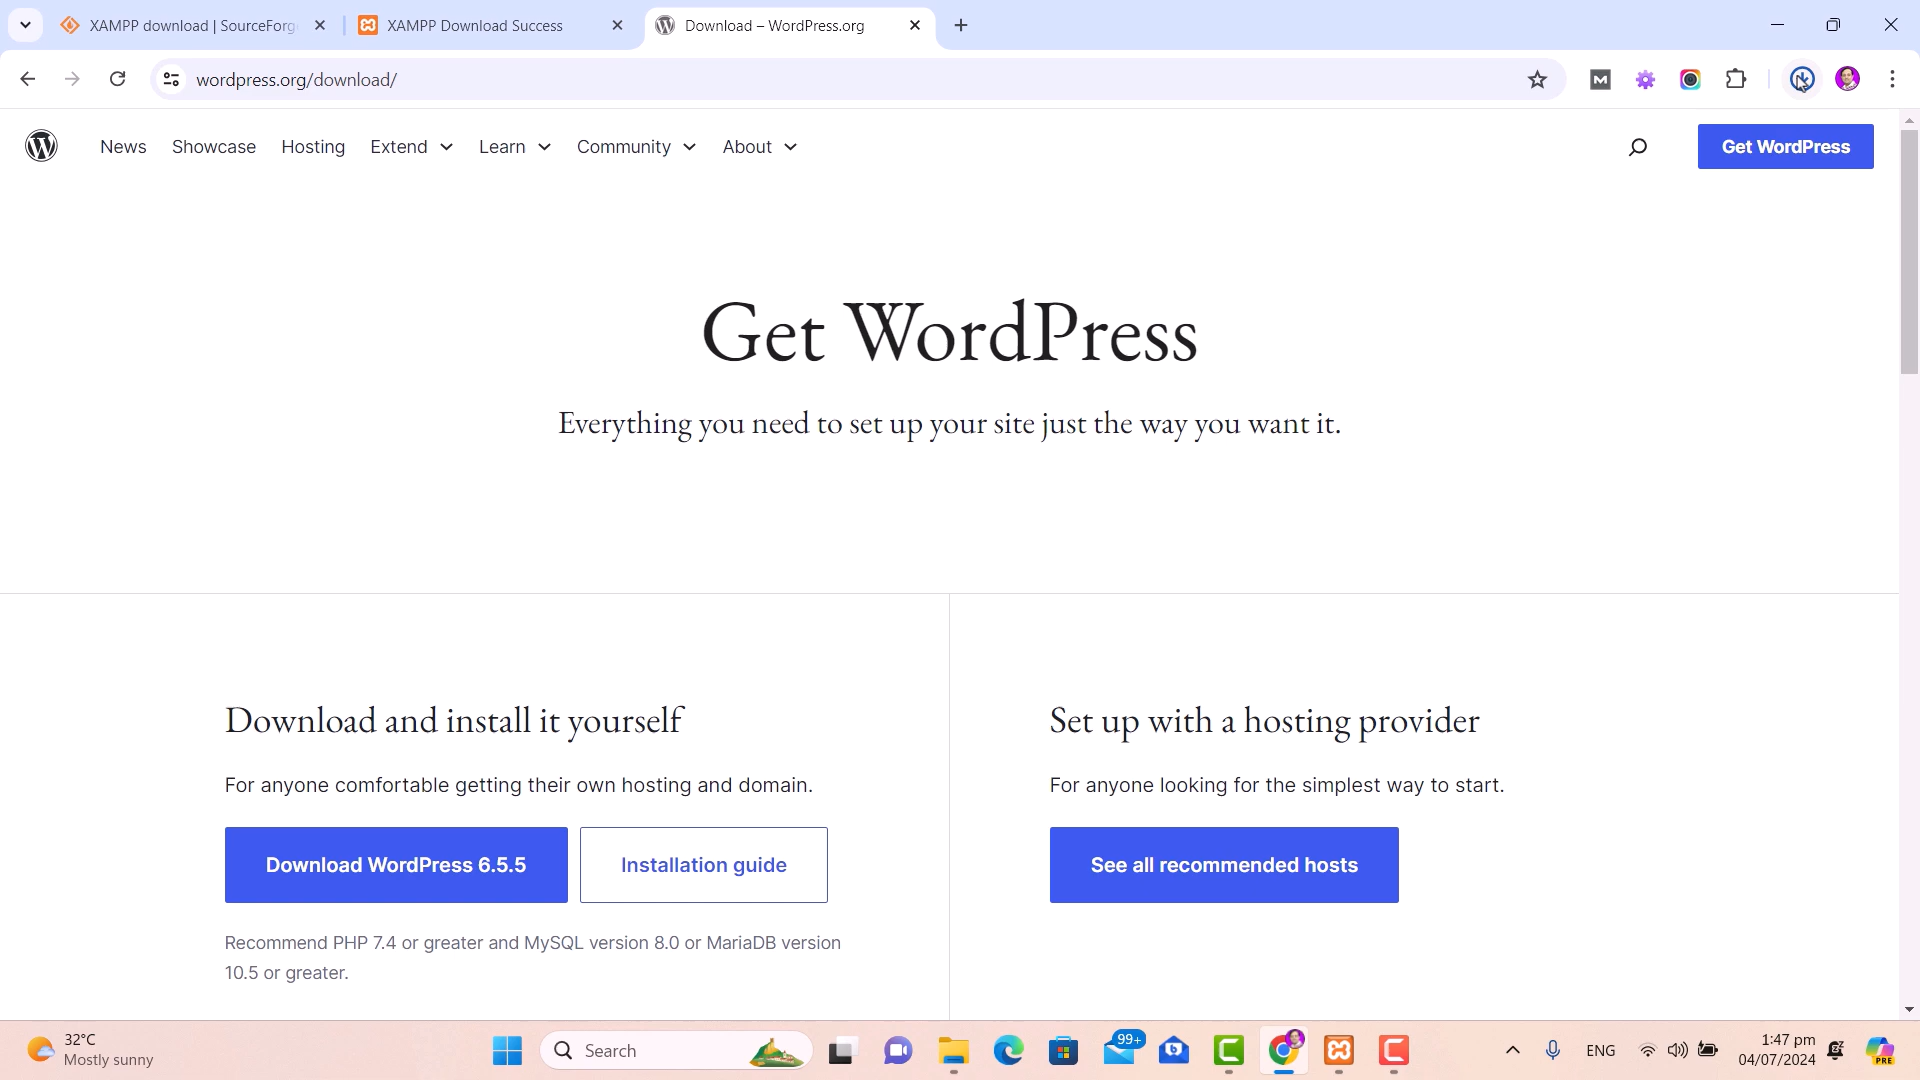 XAMPP download | SourceForg
XAMPP Download Success
Download – WordPress.org
wordpress.org/download/
News
Showcase
Hosting
Extend
Learn
Community
About
Get WordPress
Get WordPress
Everything you need to set up your site just the way you want it.
Download and install it yourself
For anyone comfortable getting their own hosting and domain.
Download WordPress 6.5.5
Installation guide
Recommend PHP 7.4 or greater and MySQL version 8.0 or MariaDB version
10.5 or greater.
Set up with a hosting provider
For anyone looking for the simplest way to start.
See all recommended hosts
32°C
Mostly sunny
Search
99+
ENG
1:47 pm
04/07/2024
PRE